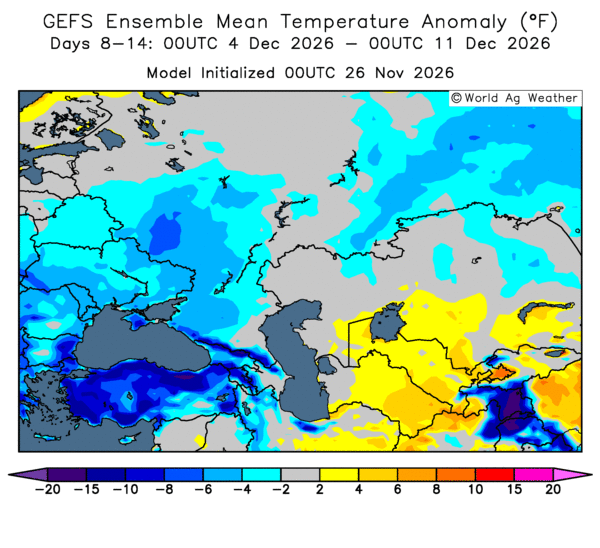 GEFS Ensemble Mean Temperature Anomaly (°F)
Days 8–14: 00UTC 4 Dec 2026 – 00UTC 11 Dec 2026
Model Initialized 00UTC 26 Nov 2026
©World Ag Weather
−20 −15 −10 −8 −6 −4 −2 2 4 6 8 10 15 20